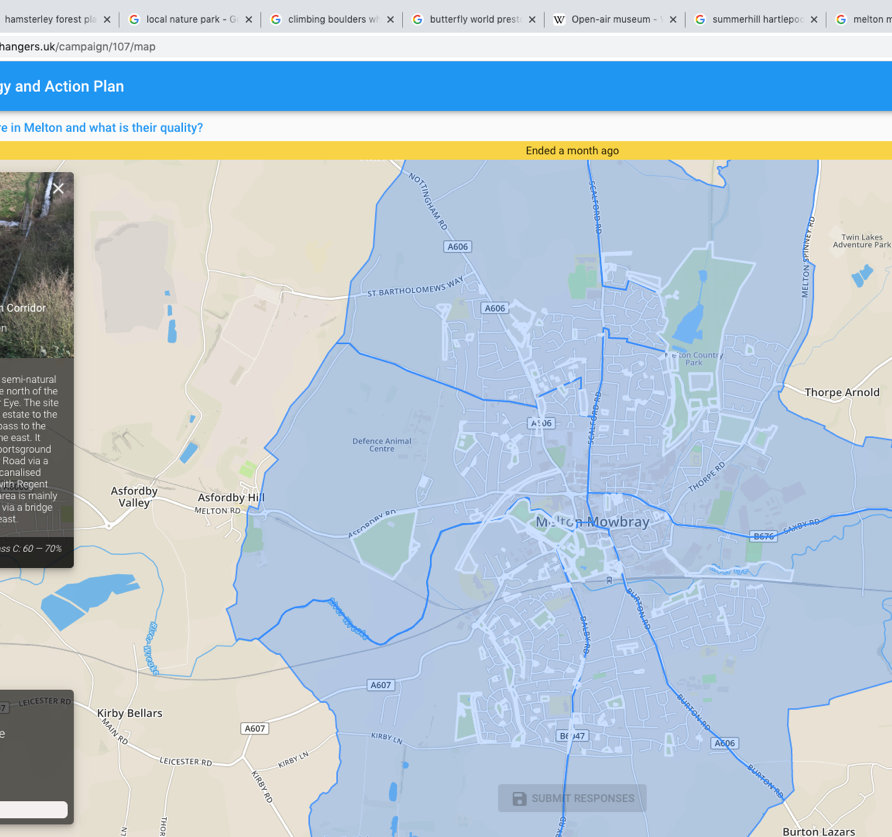 hamsterley forest pla
local nature park - G
climbing boulders w
butterfly world prest
Open-air museum -
summerhill hartlepoo
melton m
hangers.uk/campaign/107/map
gy and Action Plan
e in Melton and what is their quality?
Ended a month ago
n Corridor
en
semi-natural
e north of the
Eye. The site
estate to the
pass to the
he east. It
portsground
Road via a
canalised
with Regent
area is mainly
via a bridge
east.
ss C: 60 — 70%
NOTTINGHAM RD
SCALFORD RD
A606
ST BARTHOLOMEWS WAY
A606
MELTON SPINNEY RD
Twin Lakes
Adventure Park
Melton Country
Park
Thorpe Arnold
A606
SCALFORD RD
Defence Animal
Centre
THORPE RD
Asfordby
Valley
Asfordby Hill
MELTON RD
ASFORDBY RD
Melton Mowbray
B676
SAXBY RD
River Wreake
BURTON RD
DALBY RD
A607
LEICESTER RD
Kirby Bellars
MAIN RD
A607
LEICESTER RD
KIRBY LN
KIRBY LN
KIRBY RD
B6047
BURTON RD
A606
BURTON RD
SUBMIT RESPONSES
Burton Lazars